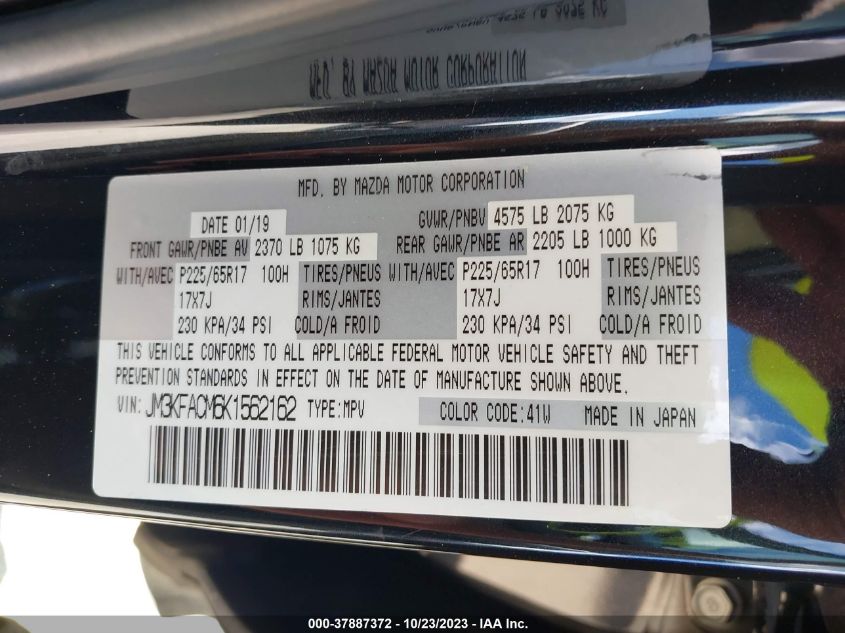 MFD. BY MAZDA MOTOR CORPORATION
MFD. BY MAZDA MOTOR CORPORATION
DATE 01/19 GVWR/PNBV 4575 LB 2075 KG
FRONT GAWR/PNBE AV 2370 LB 1075 KG REAR GAWR/PNBE AR 2205 LB 1000 KG
WITH/AVEC P225/65R17 100H TIRES/PNEUS WITH/AVEC P225/65R17 100H TIRES/PNEUS
17X7J RIMS/JANTES 17X7J RIMS/JANTES
230 KPA/34 PSI COLD/A FROID 230 KPA/34 PSI COLD/A FROID
THIS VEHICLE CONFORMS TO ALL APPLICABLE FEDERAL MOTOR VEHICLE SAFETY AND THEFT
PREVENTION STANDARDS IN EFFECT ON THE DATE OF MANUFACTURE SHOWN ABOVE.
VIN: JM3KFACM6K1562162 TYPE:MPV COLOR CODE:41W MADE IN JAPAN
000-37887372 - 10/23/2023 - IAA Inc.